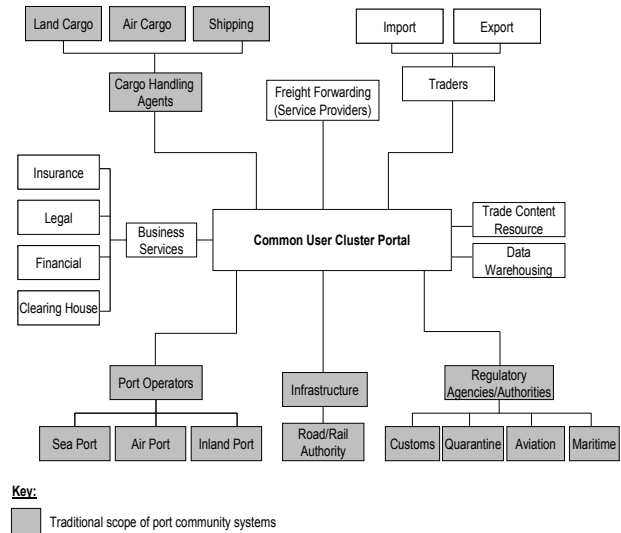 Land Cargo
Air Cargo
Shipping
Import
Export
Cargo Handling
Agents
Freight Forwarding
(Service Providers)
Traders
Insurance
Legal
Financial
Clearing House
Business
Services
Common User Cluster Portal
Trade Content
Resource
Data
Warehousing
Port Operators
Infrastructure
Regulatory
Agencies/Authorities
Sea Port
Air Port
Inland Port
Road/Rail
Authority
Customs
Quarantine
Aviation
Maritime
Key:
Traditional scope of port community systems